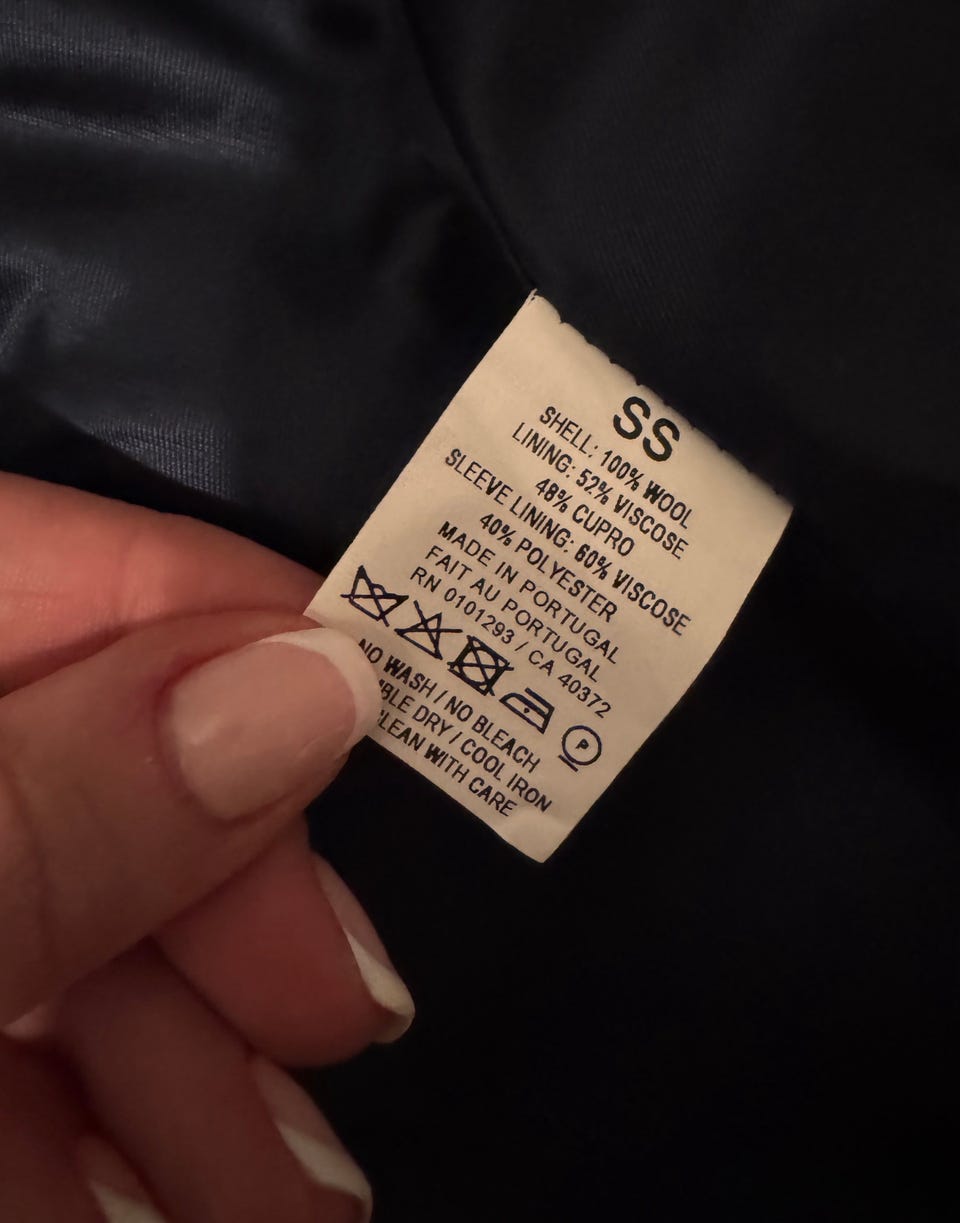 SS
SHELL: 100% WOOL
LINING: 52% VISCOSE
48% CUPRO
SLEEVE LINING: 60% VISCOSE
40% POLYESTER
MADE IN PORTUGAL
FAIT AU PORTUGAL
RN 0101293 / CA 40372
P
NO WASH / NO BLEACH
DRY / COOL IRON
WITH CARE